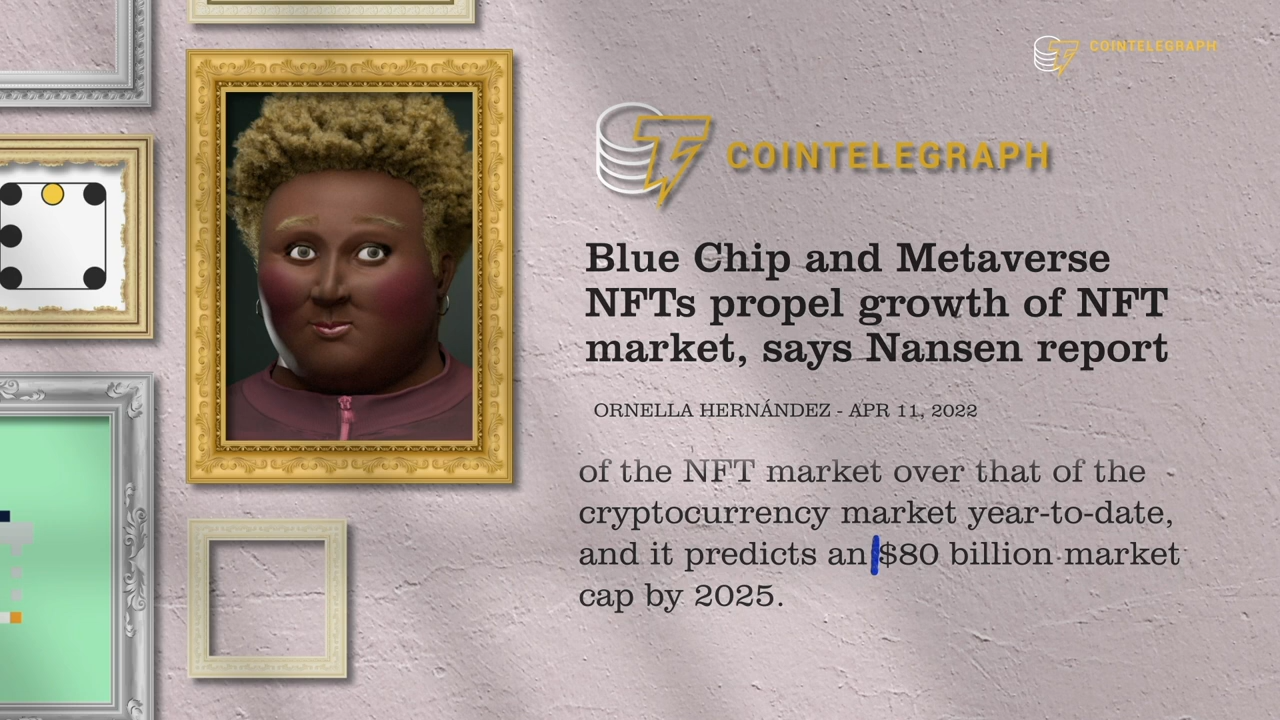 COINTELEGRAPH
COINTELEGRAPH
Blue Chip and Metaverse
NFTs propel growth of NFT
market, says Nansen report
ORNELLA HERNÁNDEZ - APR 11, 2022
of the NFT market over that of the
cryptocurrency market year-to-date,
and it predicts an $80 billion market
cap by 2025.